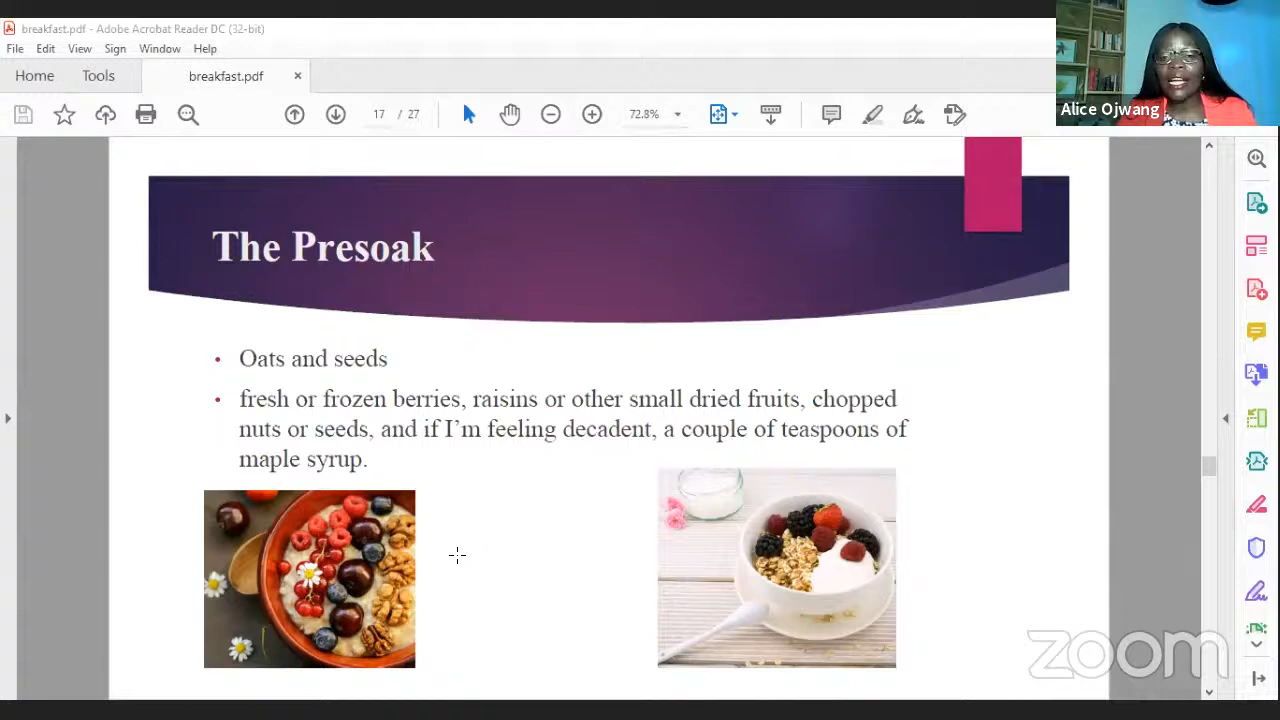 breakfast.pdf - Adobe Acrobat Reader DC (32-bit)
File Edit View Sign Window Help
Home Tools breakfast.pdf ×
17 / 27 72.8%
Alice Ojwang
The Presoak
• Oats and seeds
• fresh or frozen berries, raisins or other small dried fruits, chopped
nuts or seeds, and if I’m feeling decadent, a couple of teaspoons of
maple syrup.
zoom